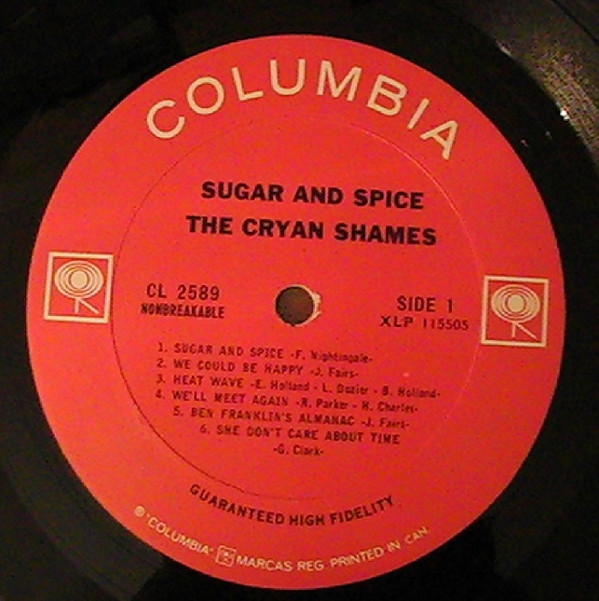 COLUMBIA
SUGAR AND SPICE
THE CRYAN SHAMES
CL 2589
NONBREAKABLE
SIDE 1
XLP 115505
1. SUGAR AND SPICE -F. Nightingale-
2. WE COULD BE HAPPY -J. Fairs-
3. HEAT WAVE -E. Holland - L. Dozier - B. Holland-
4. WE'LL MEET AGAIN -R. Parker - H. Charles-
5. BEN FRANKLIN'S ALMANAC -J. Fairs-
6. SHE DON'T CARE ABOUT TIME
-G. Clark-
GUARANTEED HIGH FIDELITY
® "COLUMBIA", MARCAS REG. PRINTED IN CAN.